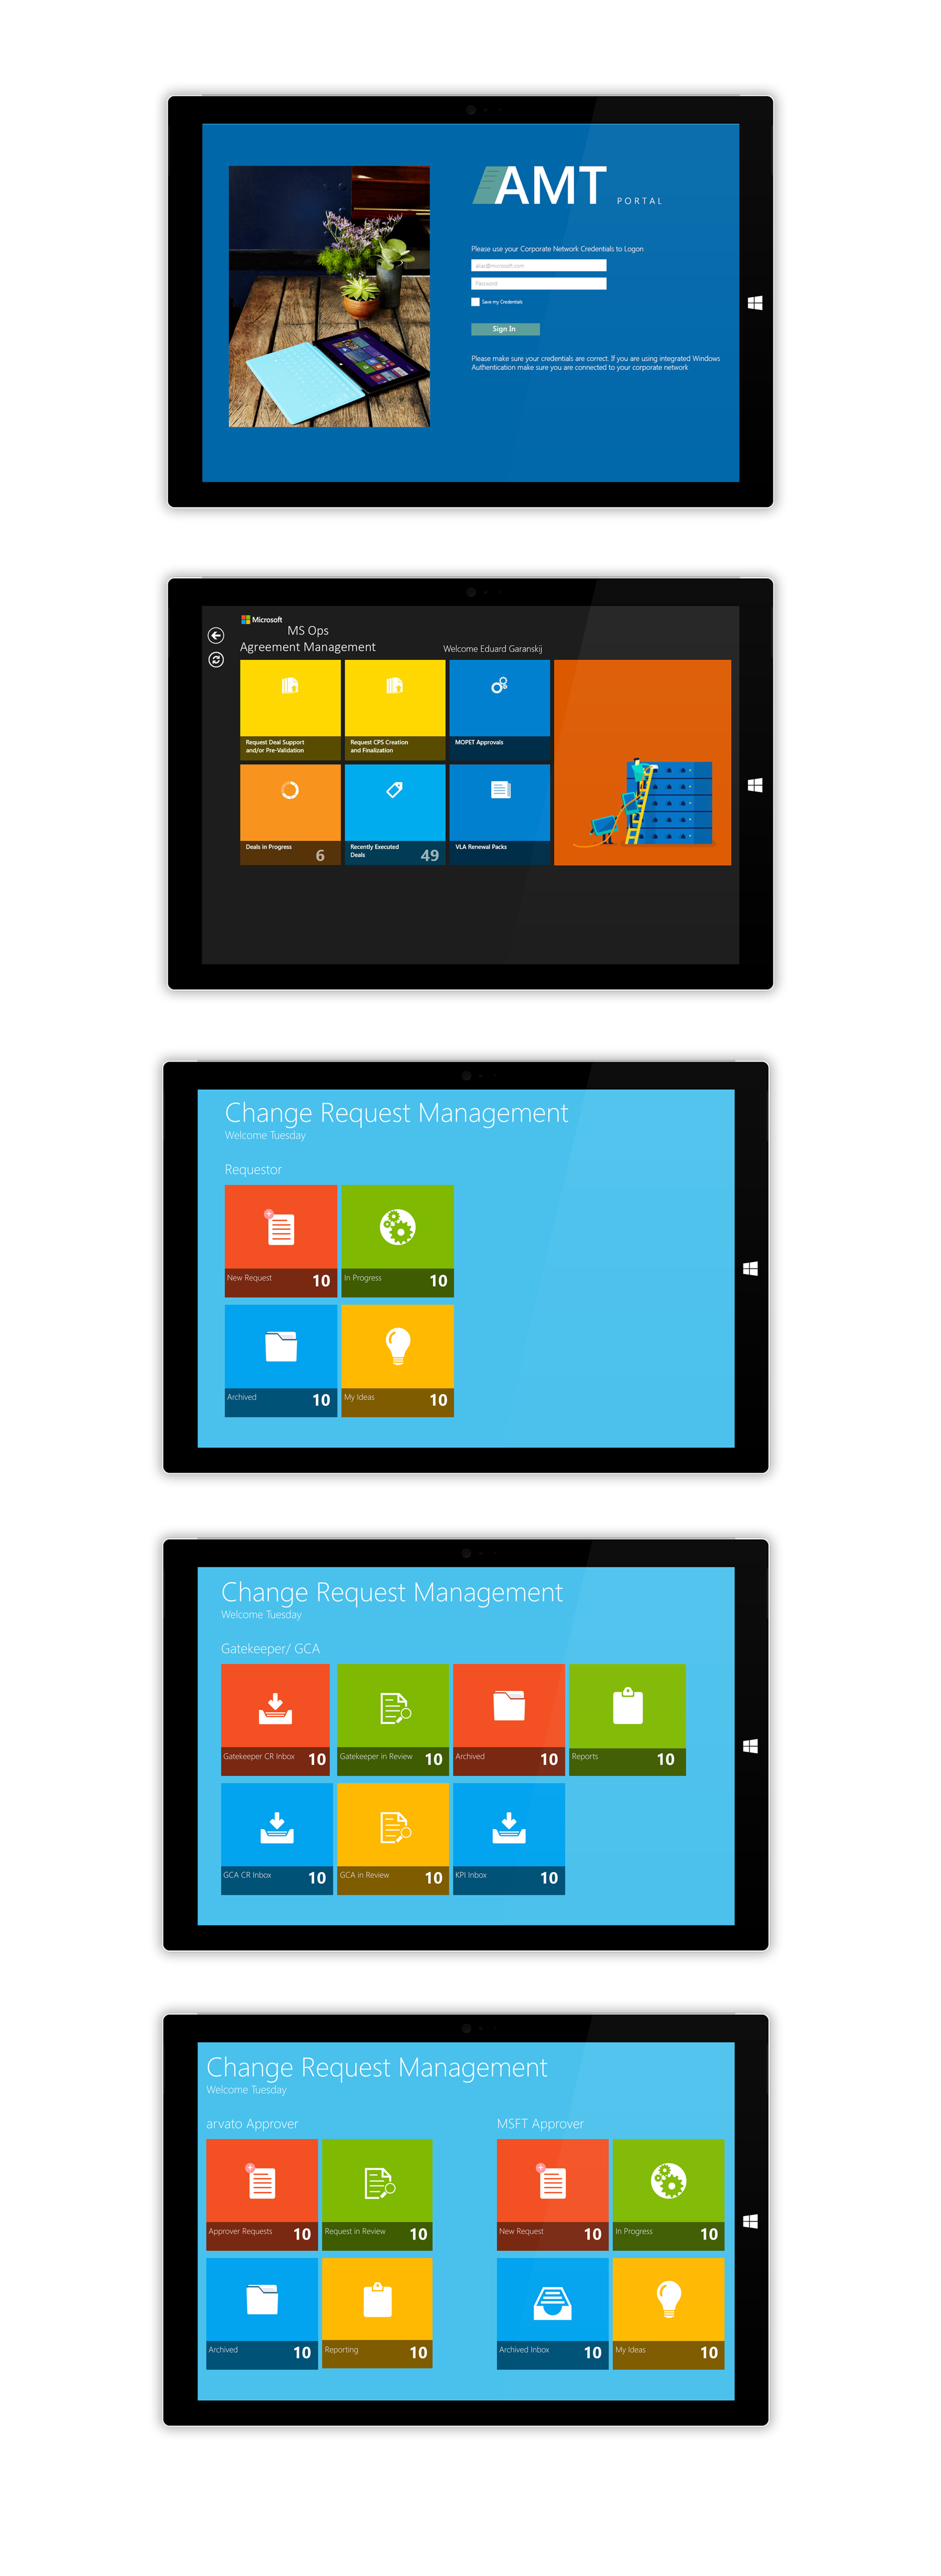 AMT PORTAL
Please use your Corporate Network Credentials to Logon
alias@microsoft.com
Password
Save my Credentials
Sign In
Please make sure your credentials are correct. If you are using integrated Windows
Authentication make sure you are connected to your corporate network
Microsoft
MS Ops
Agreement Management
Welcome Eduard Garanskij
Request Deal Support
and/or Pre-Validation
Request CPS Creation
and Finalization
MOPET Approvals
Deals in Progress
6
Recently Executed
Deals
49
VLA Renewal Packs
Change Request Management
Welcome Tuesday
Requestor
New Request 10
In Progress 10
Archived 10
My Ideas 10
Change Request Management
Welcome Tuesday
Gatekeeper/ GCA
Gatekeeper CR Inbox 10
Gatekeeper in Review 10
Archived 10
Reports 10
GCA CR Inbox 10
GCA in Review 10
KPI Inbox 10
Change Request Management
Welcome Tuesday
arvato Approver
Approver Requests 10
Request in Review 10
Archived 10
Reporting 10
MSFT Approver
New Request 10
In Progress 10
Archived Inbox 10
My Ideas 10